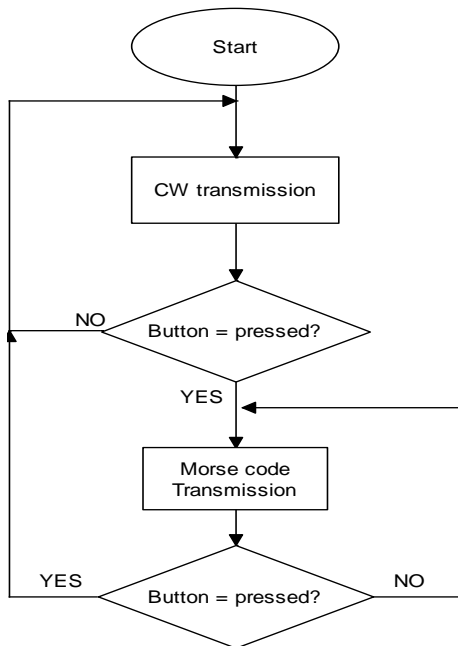 Start
CW transmission
NO
Button = pressed?
YES
Morse code
Transmission
YES
Button = pressed?
NO